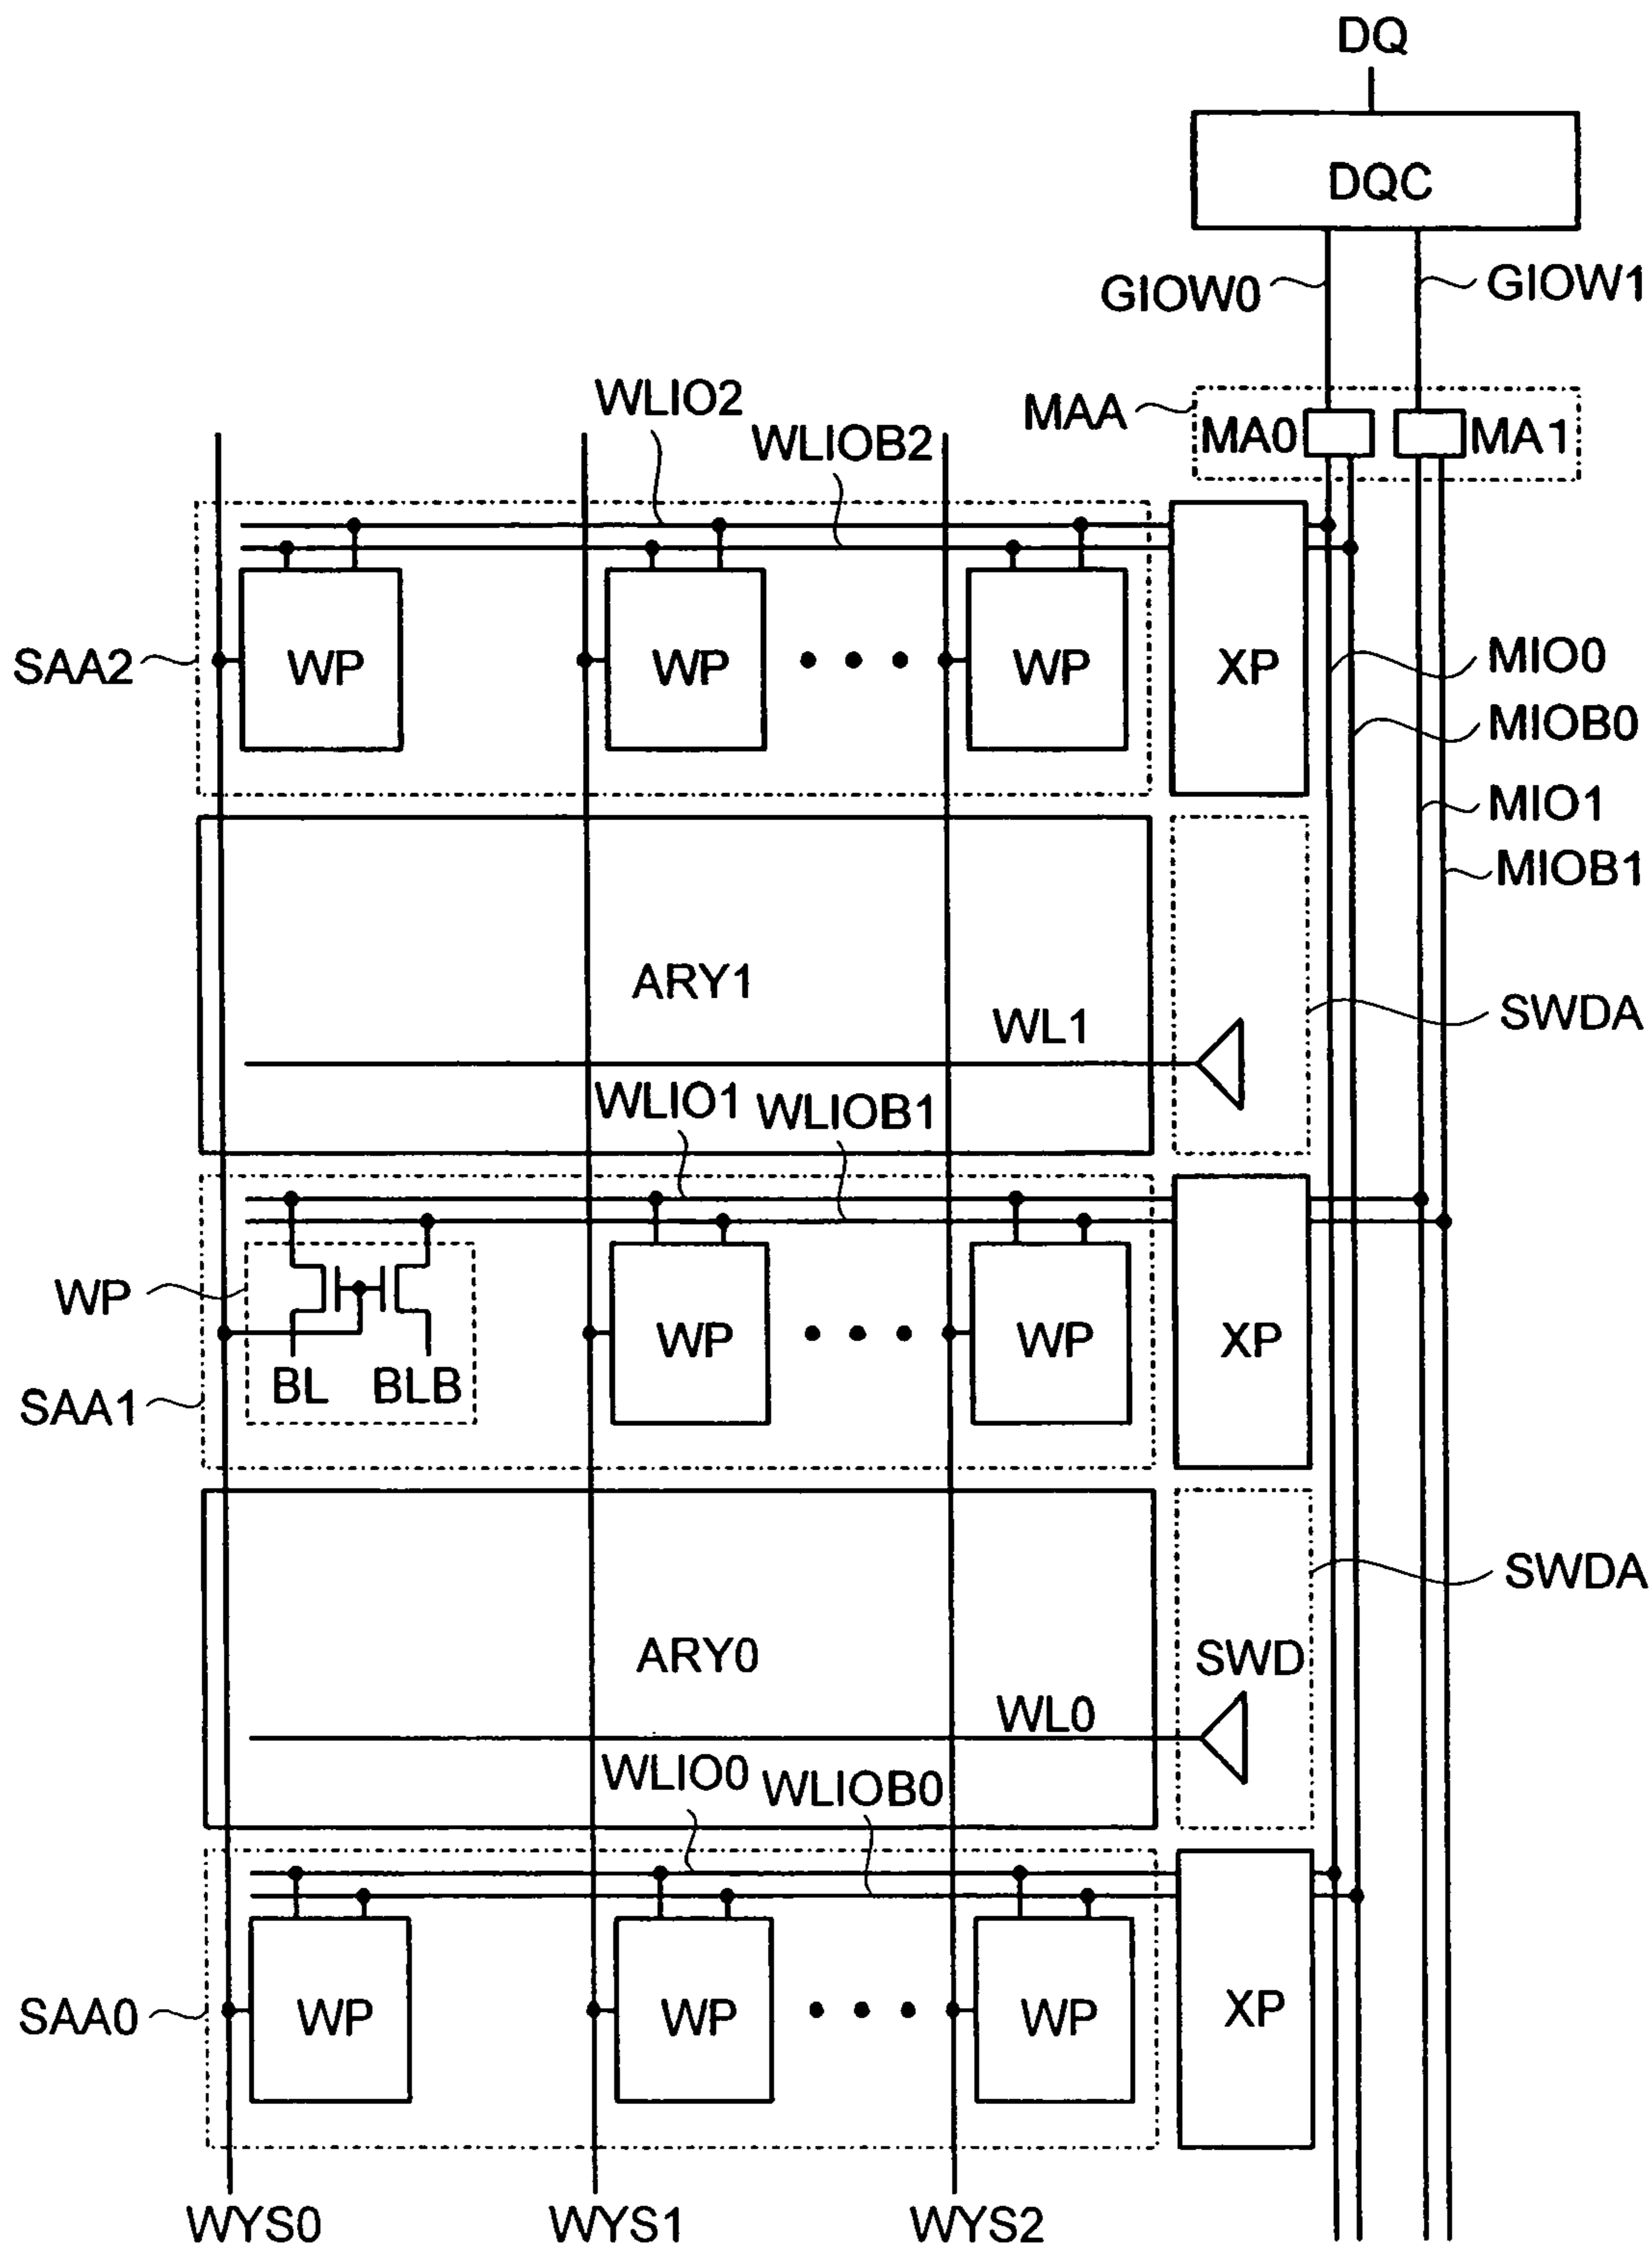 DQ
DQC
GIOW0
GIOW1
WLIO2
MAA
MA0
MA1
WLIOB2
SAA2
WP
WP
WP
XP
MIO0
MIOB0
MIO1
MIOB1
ARY1
WL1
SWDA
WLIO1
WLIOB1
WP
WP
WP
XP
BL
BLB
SAA1
SWDA
ARY0
SWD
WL0
WLIO0
WLIOB0
SAA0
WP
WP
WP
XP
WYS0
WYS1
WYS2